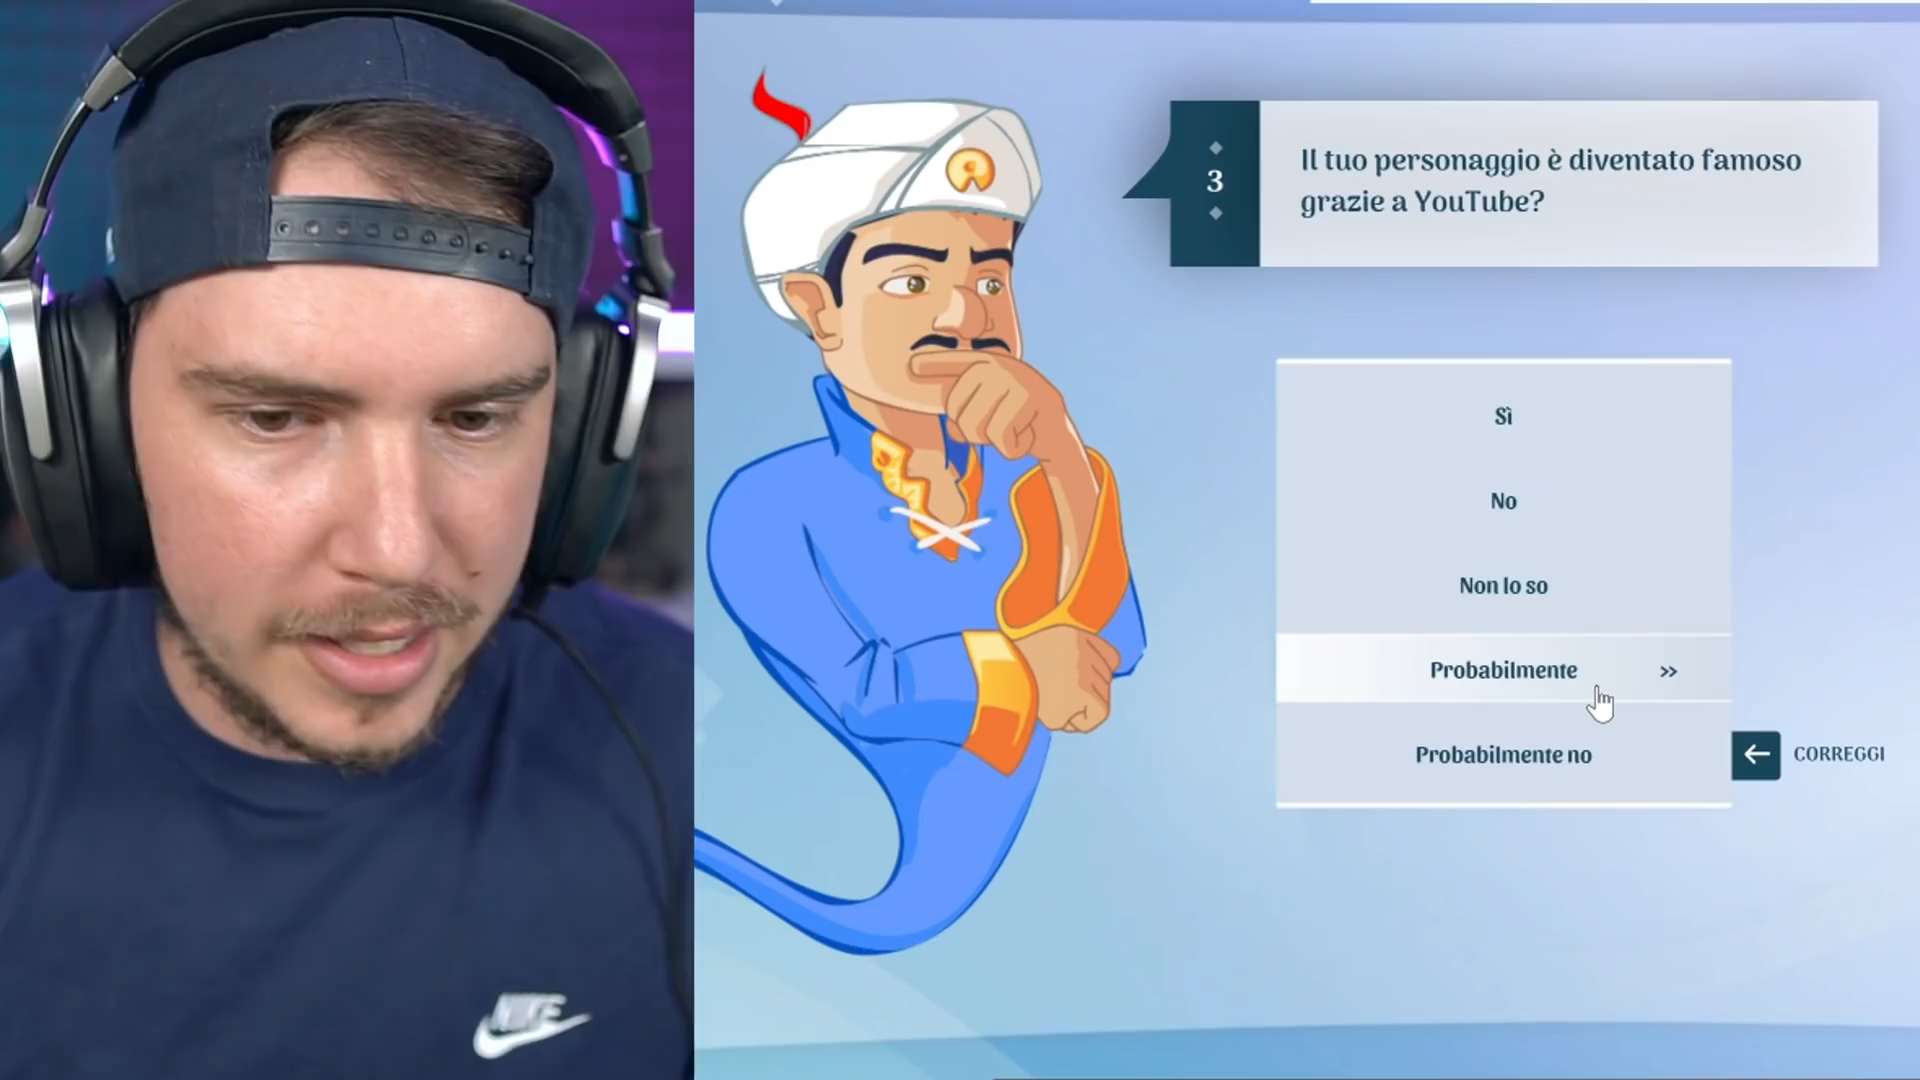 3
Il tuo personaggio è diventato famoso
grazie a YouTube?
Sì
No
Non lo so
Probabilmente >>
Probabilmente no
CORREGGI
NIKE